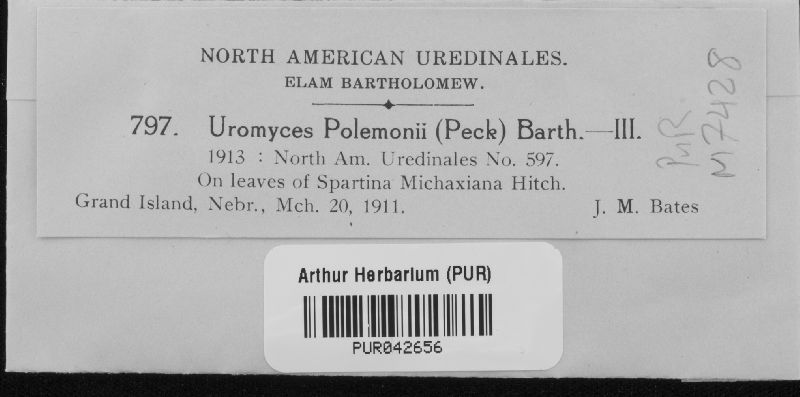 NORTH AMERICAN UREDINALES.
ELAM BARTHOLOMEW.
797. Uromyces Polemonii (Peck) Barth.—III.
1913 : North Am. Uredinales No. 597.
On leaves of Spartina Michaxiana Hitch.
Grand Island, Nebr., Mch. 20, 1911. J. M. Bates
PUR
M7428
Arthur Herbarium (PUR)
PUR042656